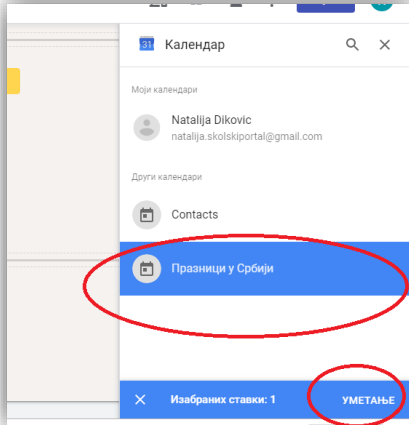 31
Календар
Моји календари
Natalija Dikovic
natalija.skolskiportal@gmail.com
Други календари
Contacts
Празници у Србији
Изабраних ставки: 1
УМЕТАЊЕ